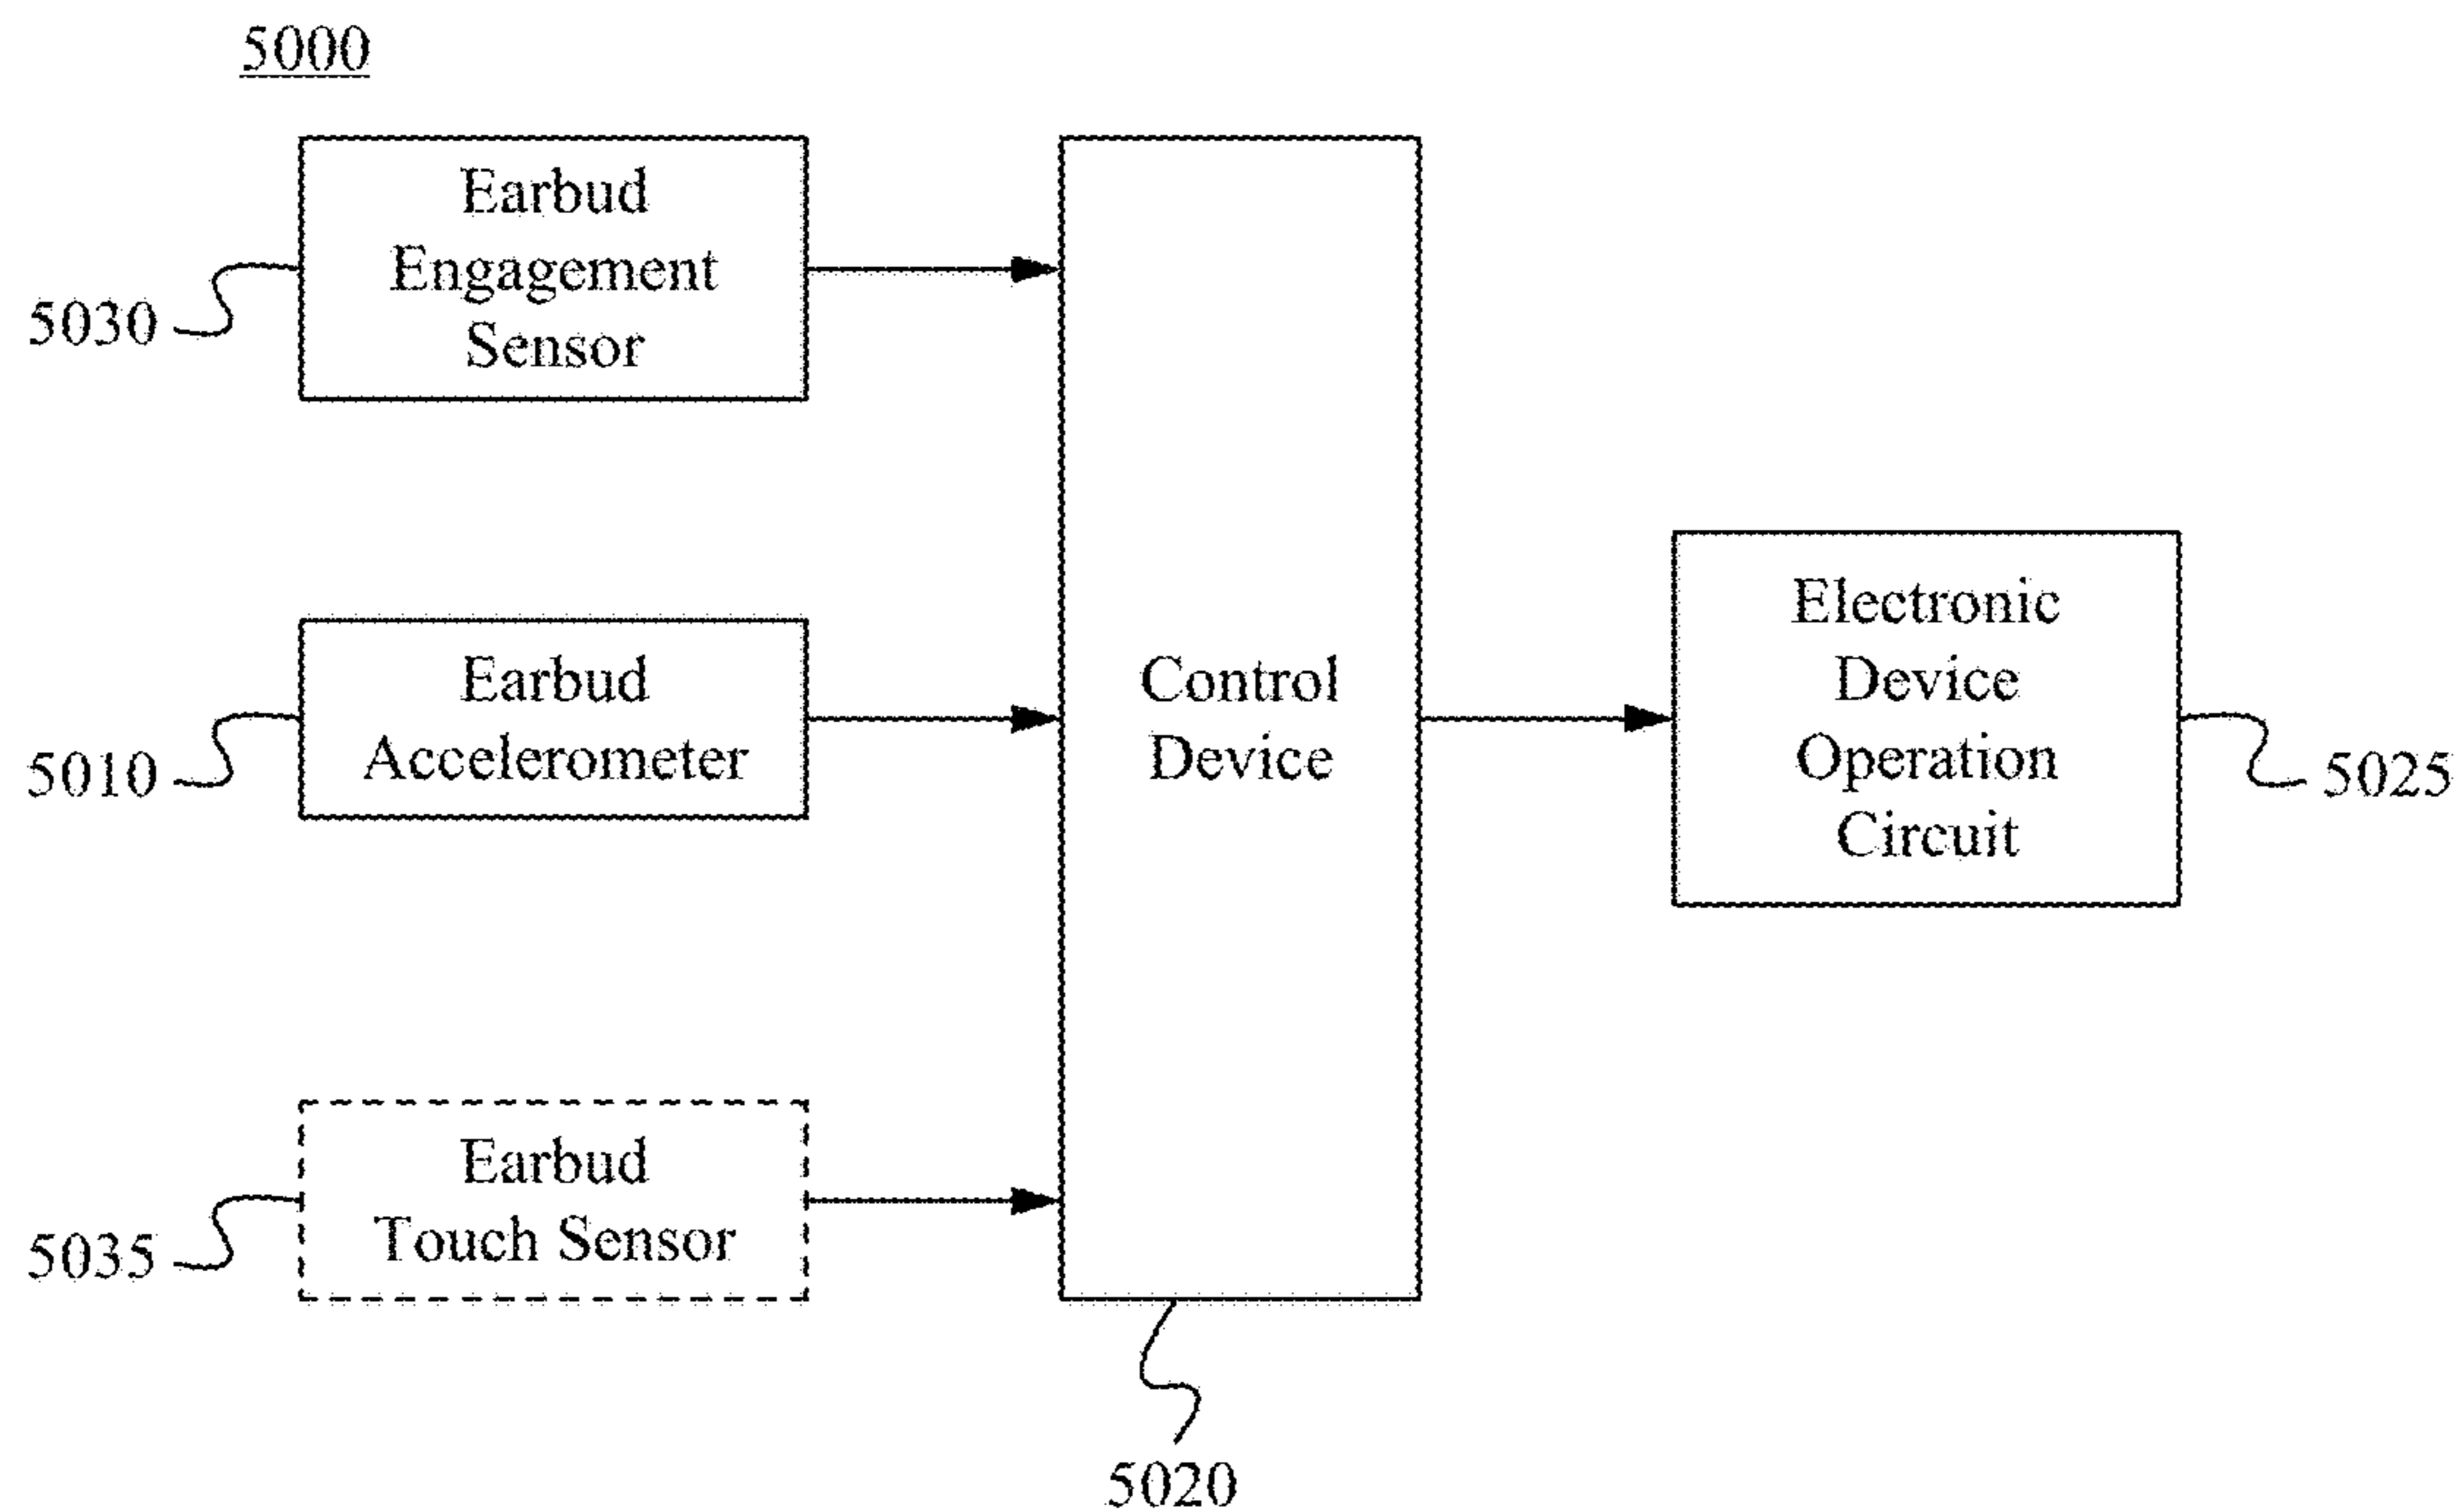 5000
Earbud
Engagement
Sensor
5030
Earbud
Accelerometer
5010
Earbud
Touch Sensor
5035
Control
Device
5020
Electronic
Device
Operation
Circuit
5025